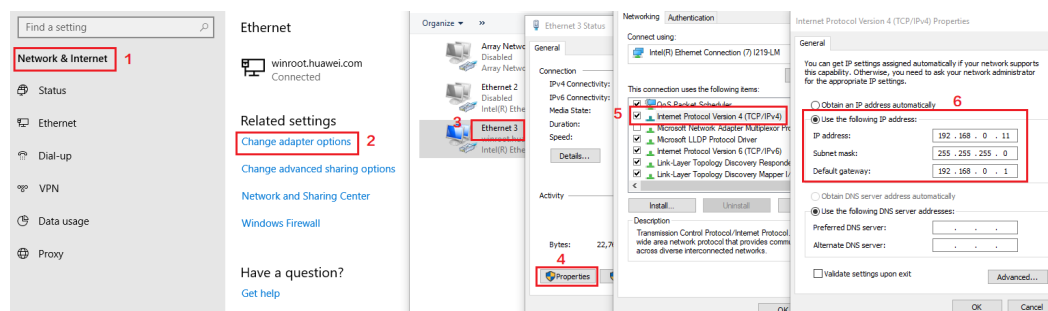 Find a setting
Network & Internet
1
Status
Ethernet
Dial-up
VPN
Data usage
Proxy
Ethernet
winroot.huawei.com
Connected
Related settings
Change adapter options
2
Change advanced sharing options
Network and Sharing Center
Windows Firewall
Have a question?
Get help
Organize
Array Netwo
Disabled
Array Netwo
Ethernet 2
Disabled
Intel(R) Ethe
3
Ethernet 3
Intel(R) Ethe
Ethernet 3 Status
General
Connection
IPv4 Connectivity:
IPv6 Connectivity:
Media State:
Duration:
Speed:
Details...
Activity
Bytes: 22,7
4
Properties
Networking Authentication
Connect using:
Intel(R) Ethernet Connection (7) I219-LM
This connection uses the following items:
QoS Packet Scheduler
5
Internet Protocol Version 4 (TCP/IPv4)
Microsoft Network Adapter Multiplexor Pro
Microsoft LLDP Protocol Driver
Internet Protocol Version 6 (TCP/IPv6)
Link-Layer Topology Discovery Responde
Link-Layer Topology Discovery Mapper I/
Install... Uninstall
Description
Transmission Control Protocol/Internet Protocol.
wide area network protocol that provides comm
across diverse interconnected networks.
OK
Internet Protocol Version 4 (TCP/IPv4) Properties
General
You can get IP settings assigned automatically if your network supports
this capability. Otherwise, you need to ask your network administrator
for the appropriate IP settings.
Obtain an IP address automatically
6
Use the following IP address:
IP address: 192 . 168 . 0 . 11
Subnet mask: 255 . 255 . 255 . 0
Default gateway: 192 . 168 . 0 . 1
Obtain DNS server address automatically
Use the following DNS server addresses:
Preferred DNS server: . . .
Alternate DNS server: . . .
Validate settings upon exit
Advanced...
OK Cancel